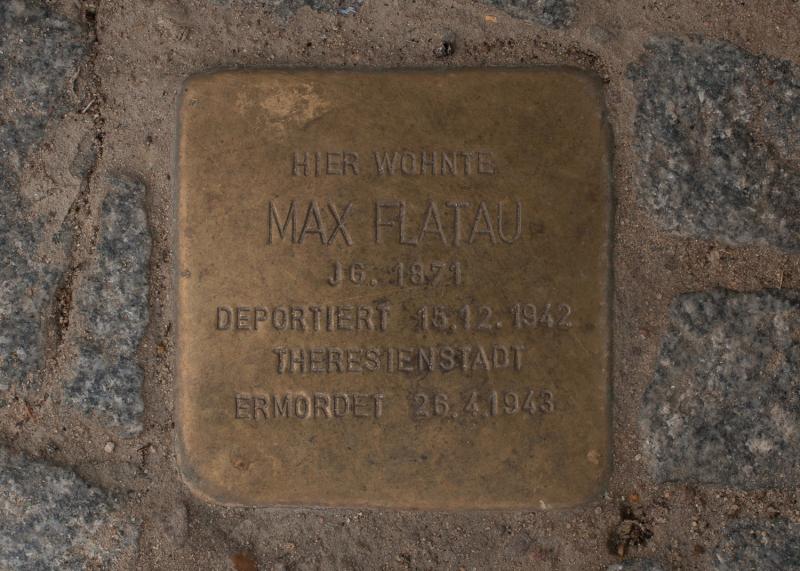 HIER WOHNTE
MAX FLATAU
JG. 1871
DEPORTIERT 15.12.1942
THERESIENSTADT
ERMORDET 26.4.1943